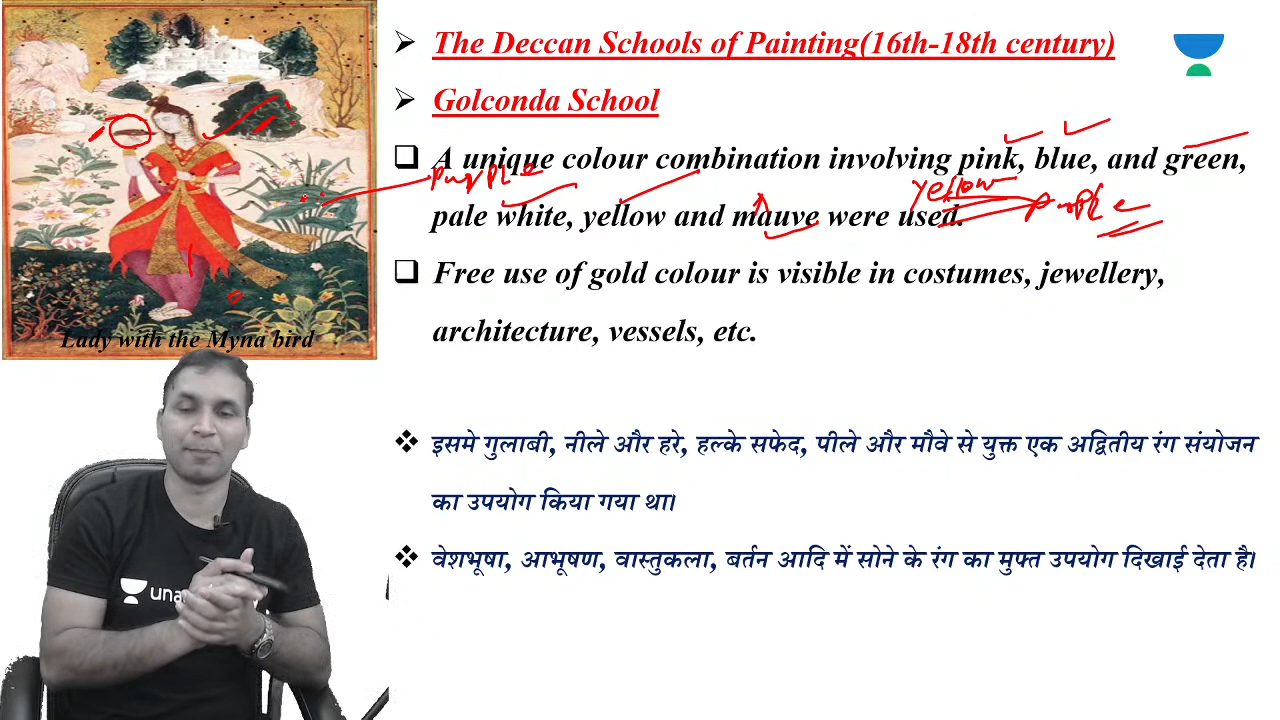 The Deccan Schools of Painting(16th-18th century)
Golconda School
A unique colour combination involving pink, blue, and green,
purple
yellow
purple
pale white, yellow and mauve were used.
Free use of gold colour is visible in costumes, jewellery,
architecture, vessels, etc.
Lady with the Myna bird
इसमे गुलाबी, नीले और हरे, हल्के सफेद, पीले और मौवे से युक्त एक अद्वितीय रंग संयोजन
का उपयोग किया गया था।
वेशभूषा, आभूषण, वास्तुकला, बर्तन आदि में सोने के रंग का मुफ्त उपयोग दिखाई देता है।